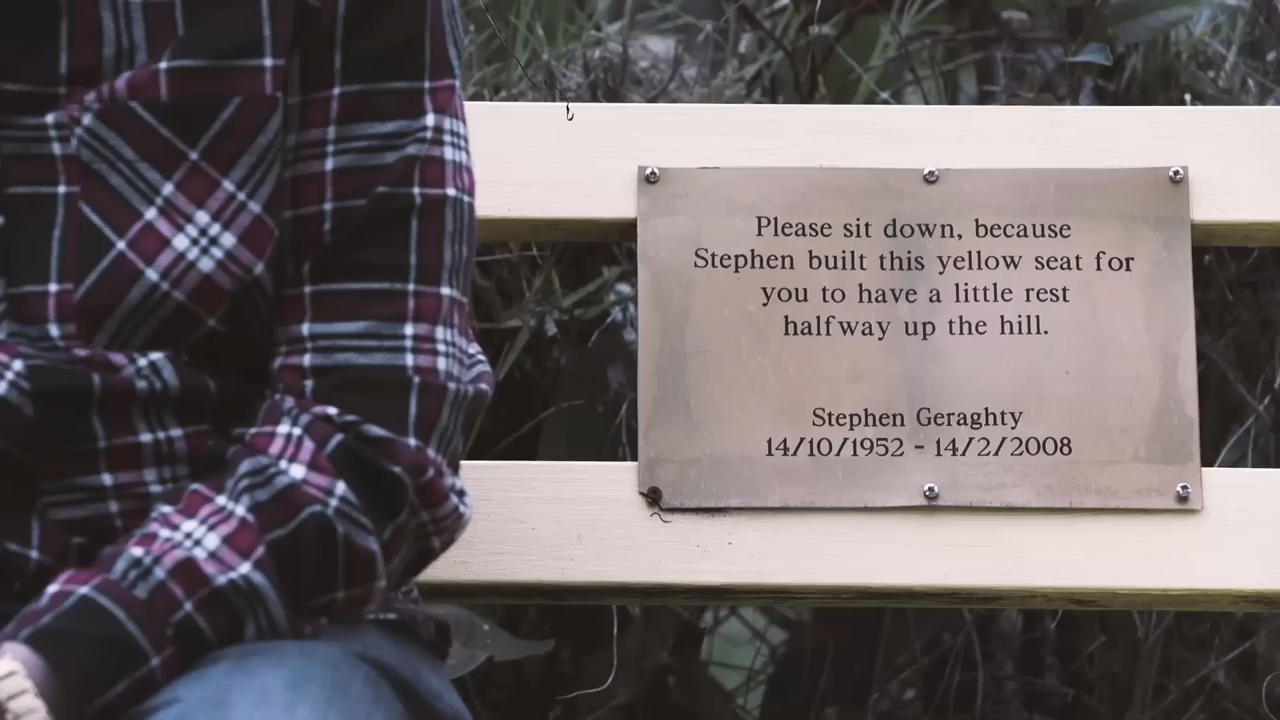 Please sit down, because
Stephen built this yellow seat for
you to have a little rest
halfway up the hill.
Stephen Geraghty
14/10/1952 - 14/2/2008